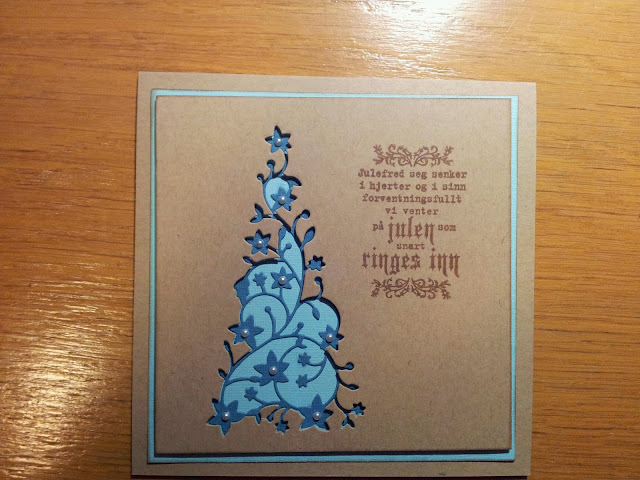 Julefred seg senker
i hjerter og i sinn
forventningsfullt
vi venter
på julen som
snart
ringes inn